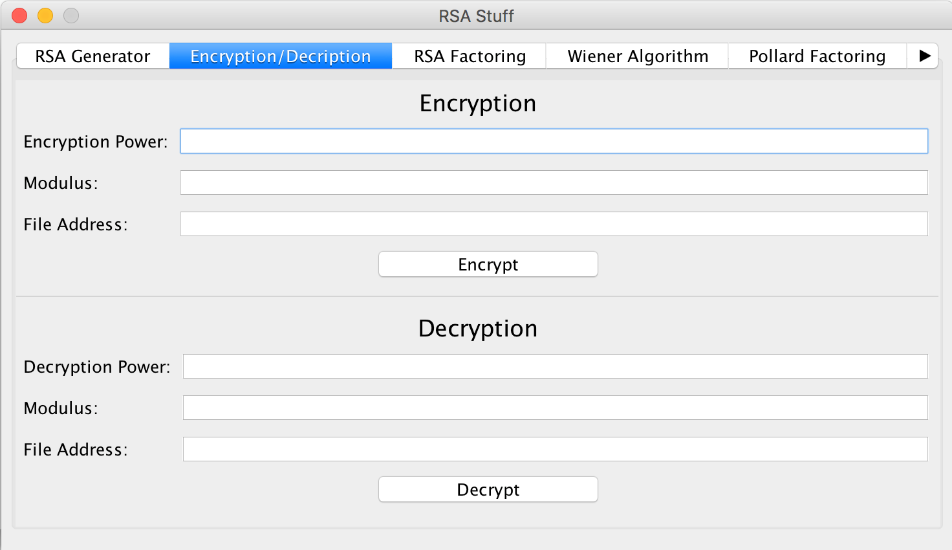 RSA Stuff
RSA Generator Encryption/Decription RSA Factoring Wiener Algorithm Pollard Factoring
Encryption
Encryption Power:
Modulus:
File Address:
Encrypt
Decryption
Decryption Power:
Modulus:
File Address:
Decrypt